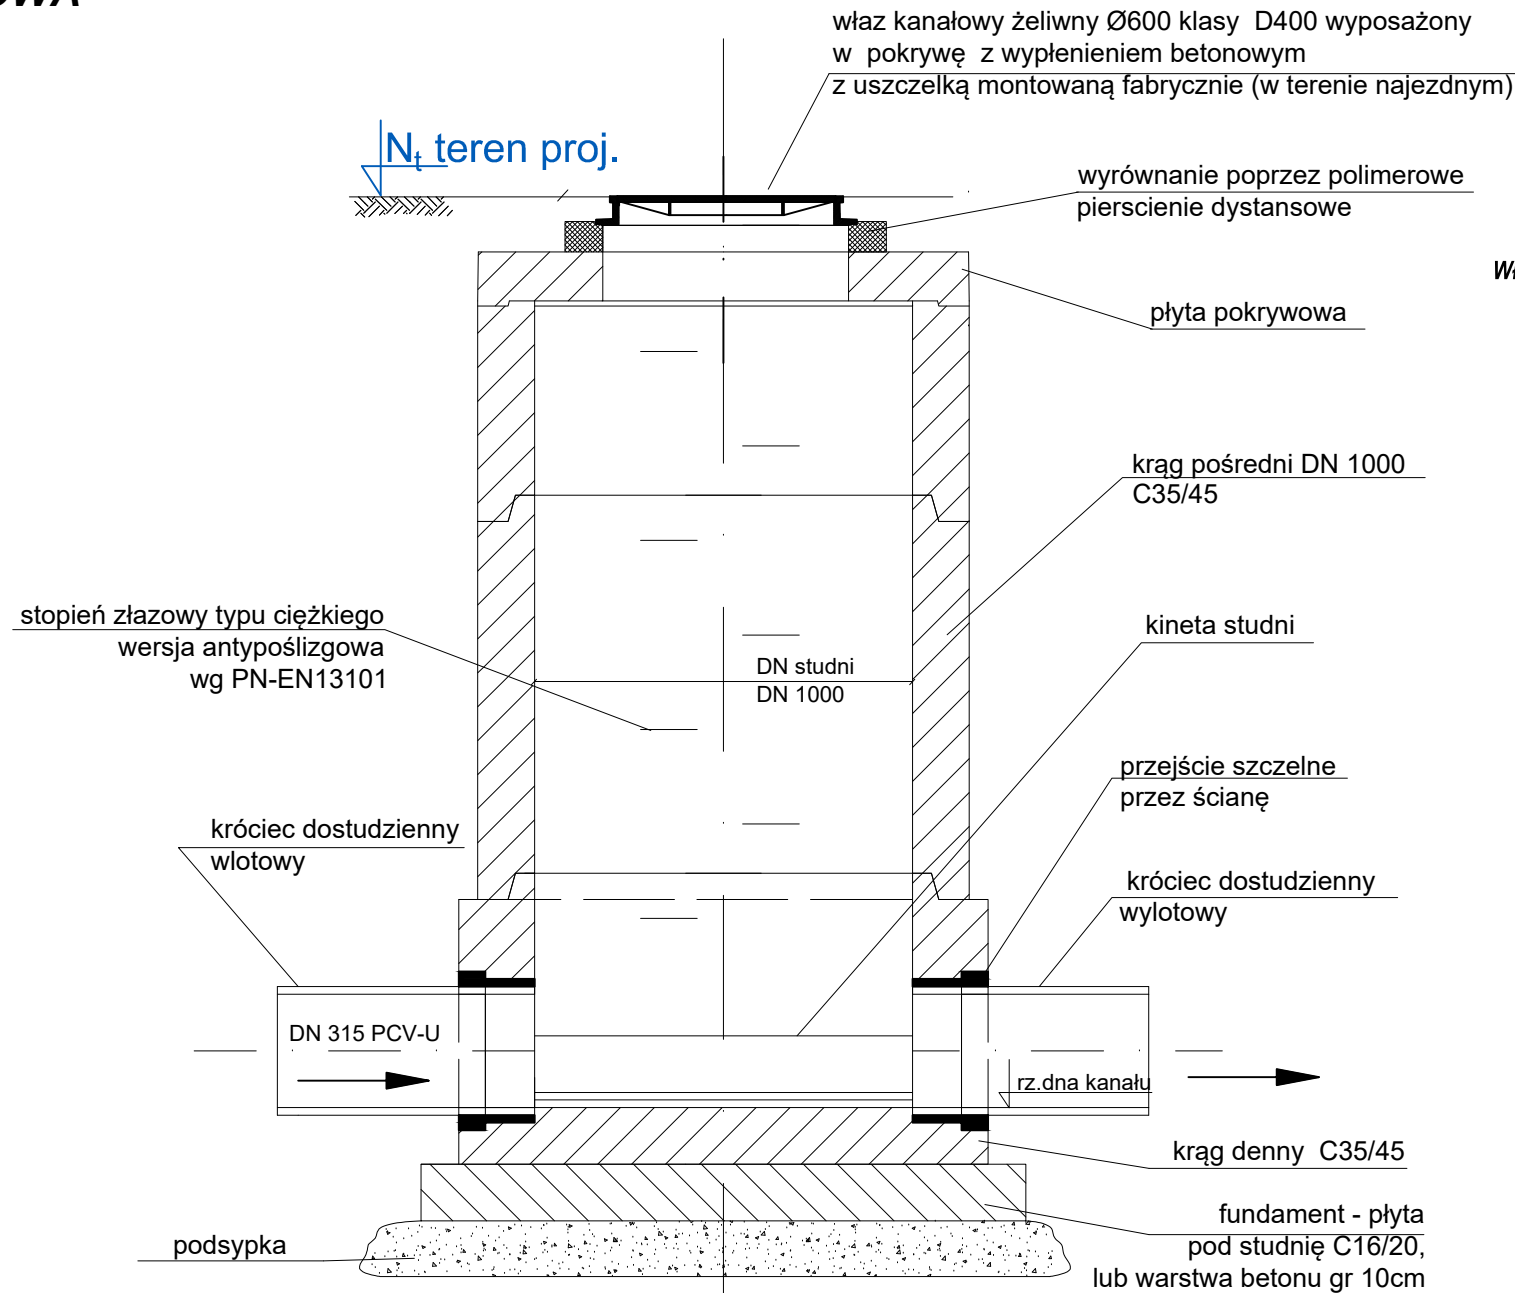 właz kanałowy żeliwny Ø600 klasy D400 wyposażony
w pokrywę z wypłenieniem betonowym
z uszczelką montowaną fabrycznie (w terenie najezdnym)
Nt teren proj.
wyrównanie poprzez polimerowe
pierscienie dystansowe
płyta pokrywowa
krąg pośredni DN 1000
C35/45
stopień złazowy typu ciężkiego
wersja antypoślizgowa
wg PN-EN13101
kineta studni
DN studni
DN 1000
przejście szczelne
przez ścianę
króciec dostudzienny
wlotowy
króciec dostudzienny
wylotowy
DN 315 PCV-U
rz.dna kanału
krąg denny C35/45
fundament - płyta
pod studnię C16/20,
lub warstwa betonu gr 10cm
podsypka